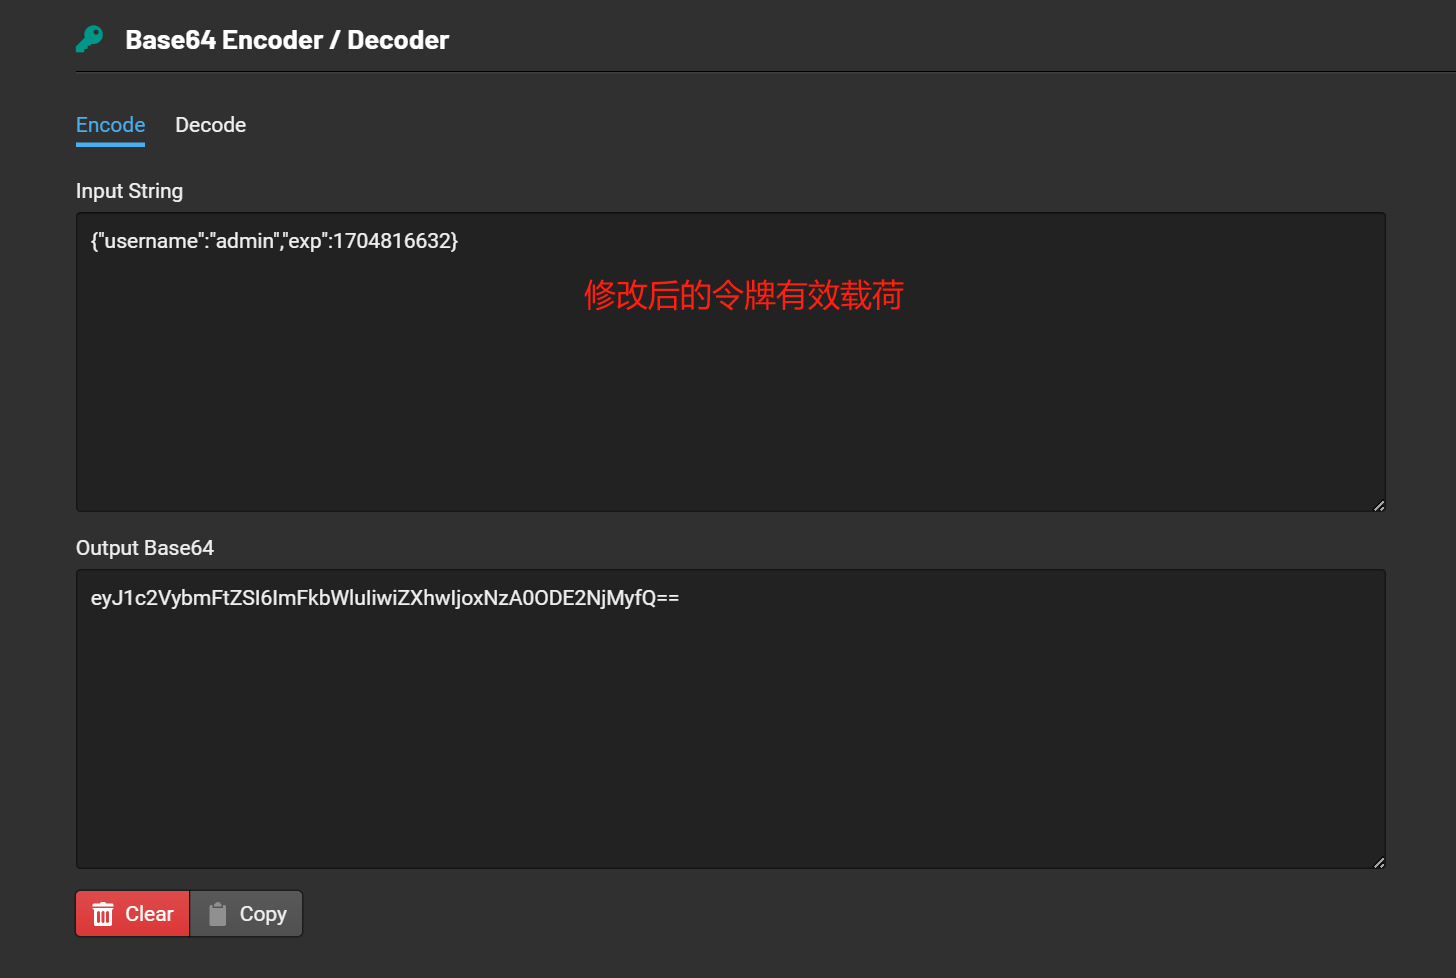 Base64 Encoder / Decoder
Encode Decode
Input String
{"username":"admin","exp":1704816632}
修改后的令牌有效载荷
Output Base64
eyJ1c2VybmFtZSI6ImFkbWluIiwiZXhwIjoxNzA0ODE2NjMyfQ==
Clear Copy